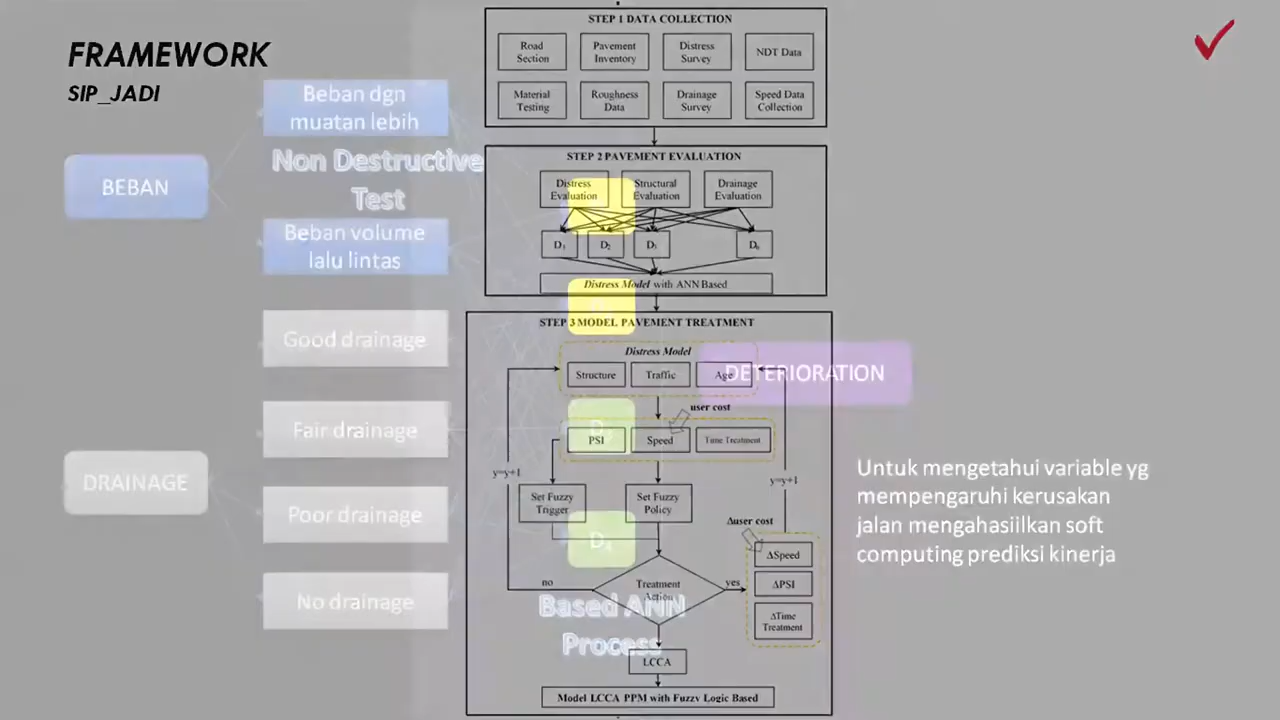 FRAMEWORK
SIP_JADI
BEBAN
DRAINAGE
Beban dgn
muatan lebih
Non Destructive
Test
Beban volume
lalu lintas
Good drainage
Fair drainage
Poor drainage
No drainage
STEP 1 DATA COLLECTION
Road
Section
Pavement
Inventory
Distress
Survey
NDT Data
Material
Testing
Roughness
Data
Drainage
Survey
Speed Data
Collection
STEP 2 PAVEMENT EVALUATION
Distress
Evaluation
Structural
Evaluation
Drainage
Evaluation
D1
D2
D
D
Distress Model with ANN Based
STEP 3 MODEL PAVEMENT TREATMENT
Distress Model
Structure
Traffic
Age
DETERIORATION
user cost
PSI
Speed
Time Treatment
y=y+1
y=y+1
Set Fuzzy
Trigger
Set Fuzzy
Policy
Δuser cost
D4
Treatment
Action
no
yes
ΔSpeed
ΔPSI
ΔTime
Treatment
Based ANN
Process
LCCA
Model LCCA PPM with Fuzzy Logic Based
Untuk mengetahui variable yg
mempengaruhi kerusakan
jalan mengahasiilkan soft
computing prediksi kinerja